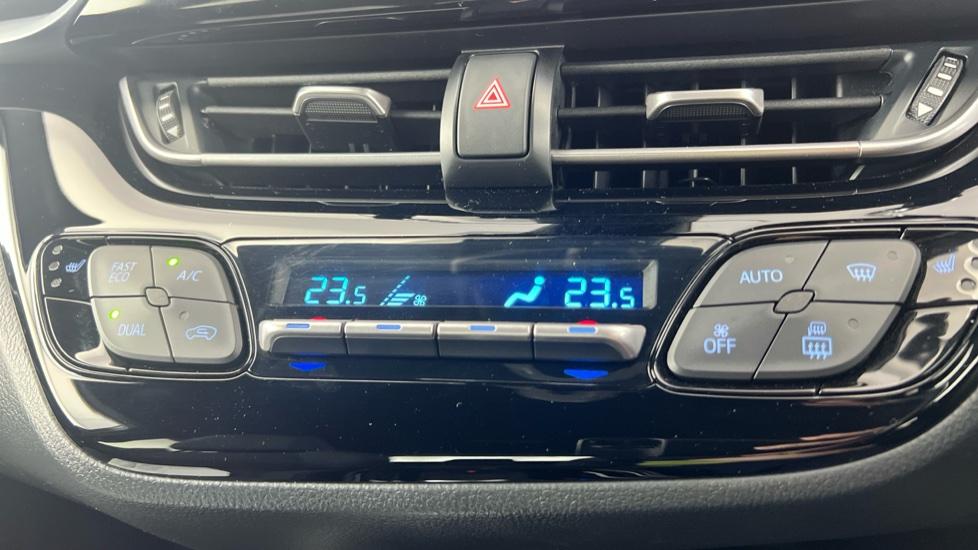 FAST ECO
A/C
DUAL
23.5
23.5
AUTO
OFF